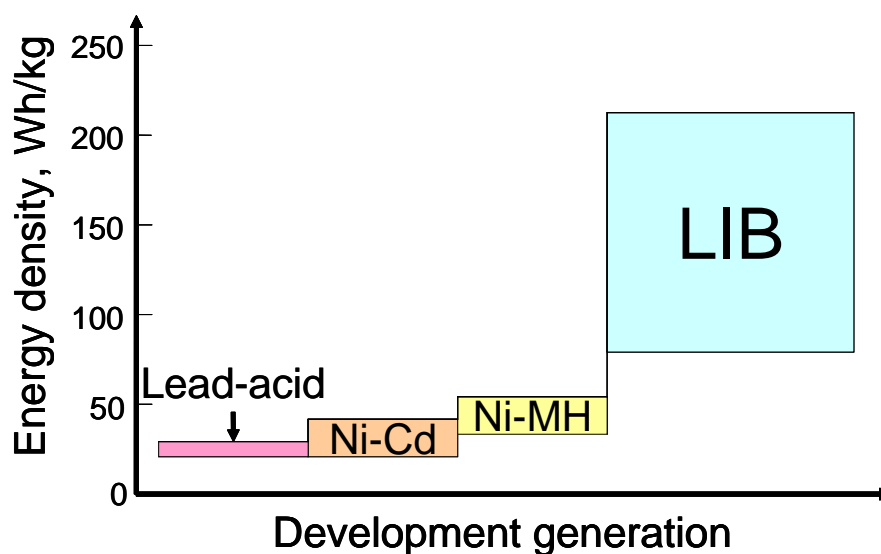 Energy density, Wh/kg
250
200
150
100
50
0
Lead-acid
Ni-Cd
Ni-MH
LIB
Development generation